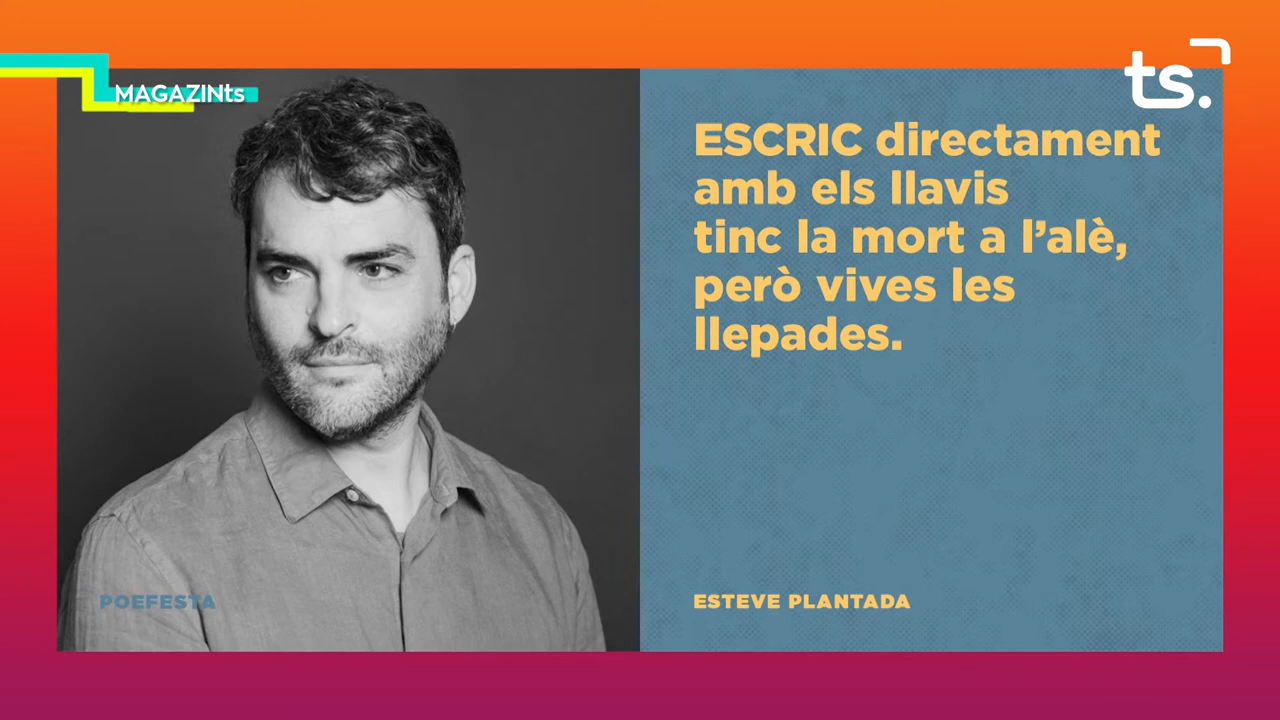 MAGAZINts
ts.
ESCRIC directament
amb els llavis
tinc la mort a l’alè,
però vives les
llepades.
POEFESTA
ESTEVE PLANTADA